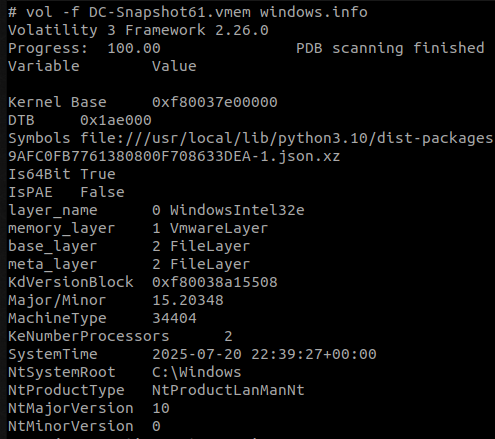 # vol -f DC-Snapshot61.vmem windows.info
Volatility 3 Framework 2.26.0
Progress:  100.00               PDB scanning finished
Variable        Value
Kernel Base     0xf80037e00000
DTB     0x1ae000
Symbols file:///usr/local/lib/python3.10/dist-packages
9AFC0FB7761380800F708633DEA-1.json.xz
Is64Bit True
IsPAE   False
layer_name      0 WindowsIntel32e
memory_layer    1 VmwareLayer
base_layer      2 FileLayer
meta_layer      2 FileLayer
KdVersionBlock  0xf80038a15508
Major/Minor     15.20348
MachineType     34404
KeNumberProcessors      2
SystemTime      2025-07-20 22:39:27+00:00
NtSystemRoot    C:\Windows
NtProductType   NtProductLanManNt
NtMajorVersion  10
NtMinorVersion  0